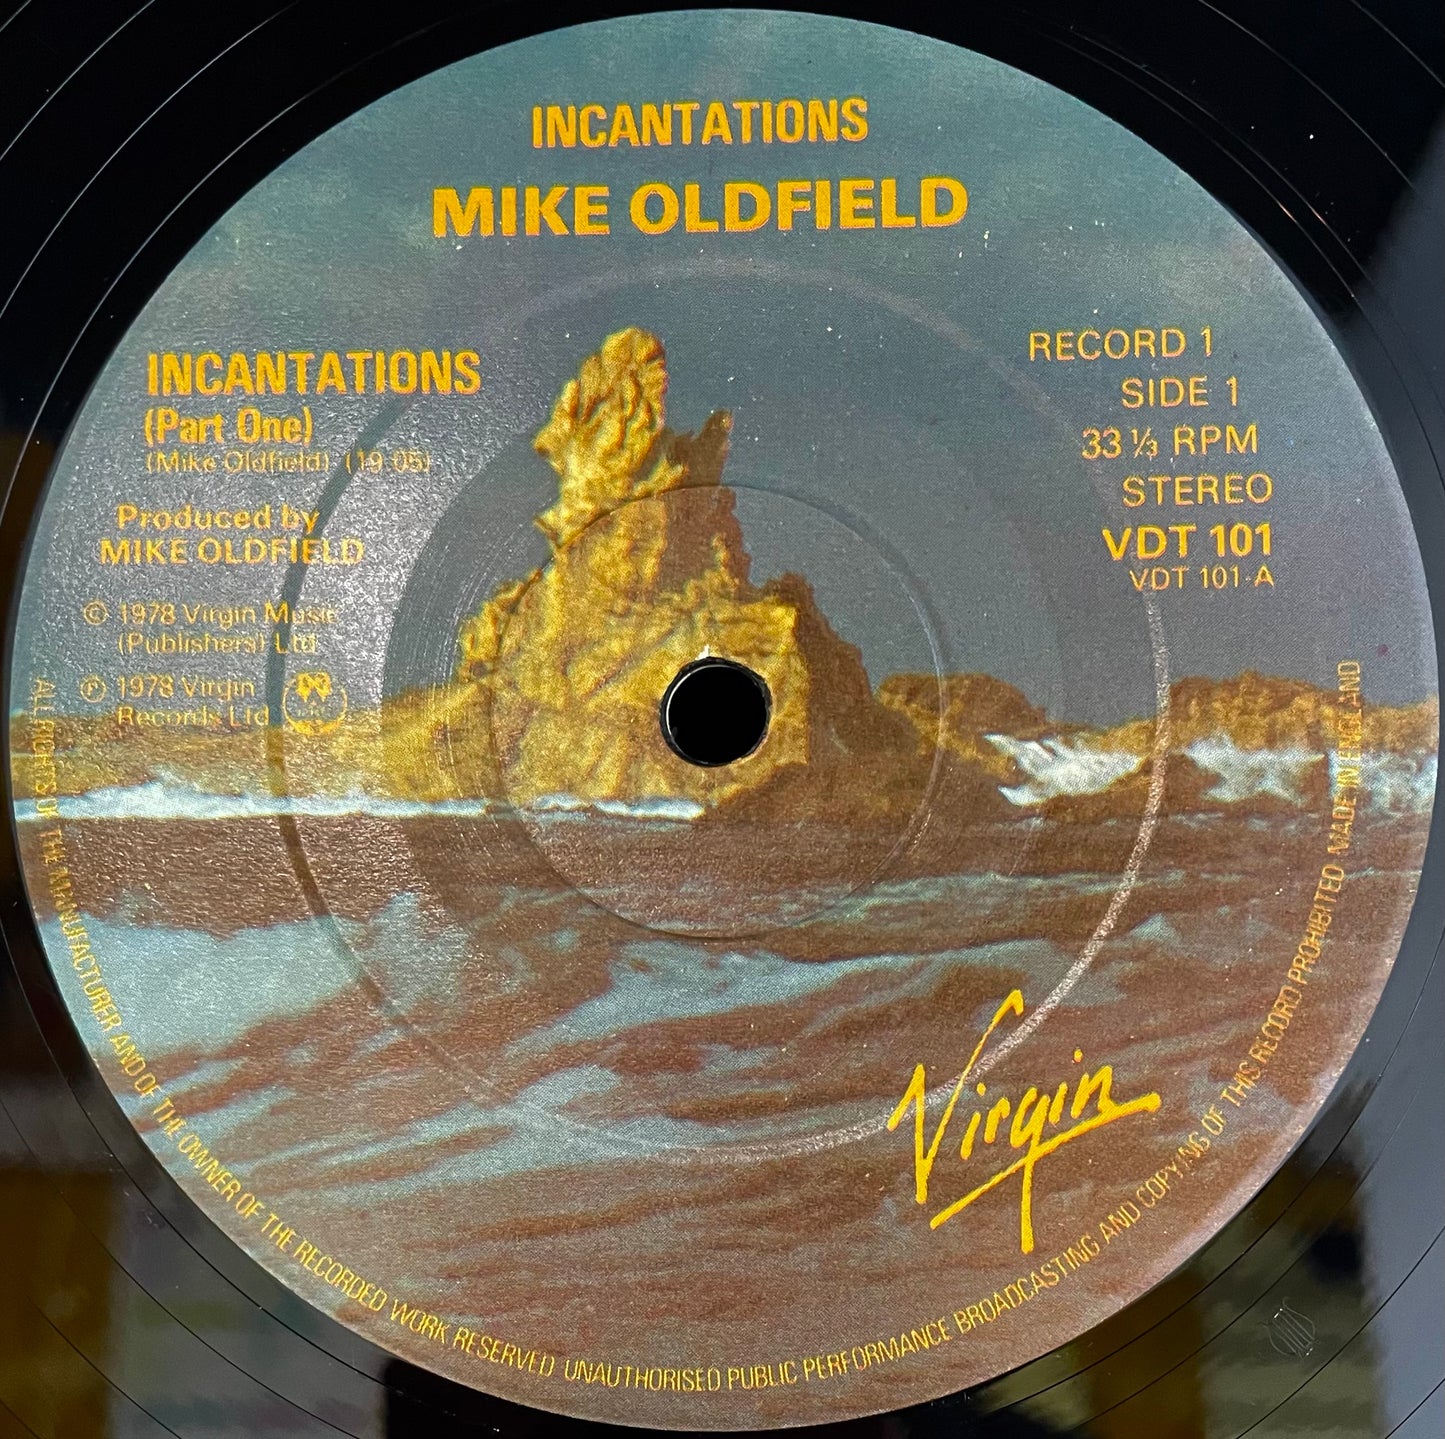 INCANTATIONS
MIKE OLDFIELD
INCANTATIONS
(Part One)
(Mike Oldfield) (19.05)
Produced by
MIKE OLDFIELD
© 1978 Virgin Music
(Publishers) Ltd
℗ 1978 Virgin
Records Ltd
RECORD 1
SIDE 1
33 ⅓ RPM
STEREO
VDT 101
VDT 101-A
Virgin
ALL RIGHTS OF THE MANUFACTURER AND OF THE OWNER OF THE RECORDED WORK RESERVED UNAUTHORISED PUBLIC PERFORMANCE BROADCASTING AND COPYING OF THIS RECORD PROHIBITED MADE IN ENGLAND